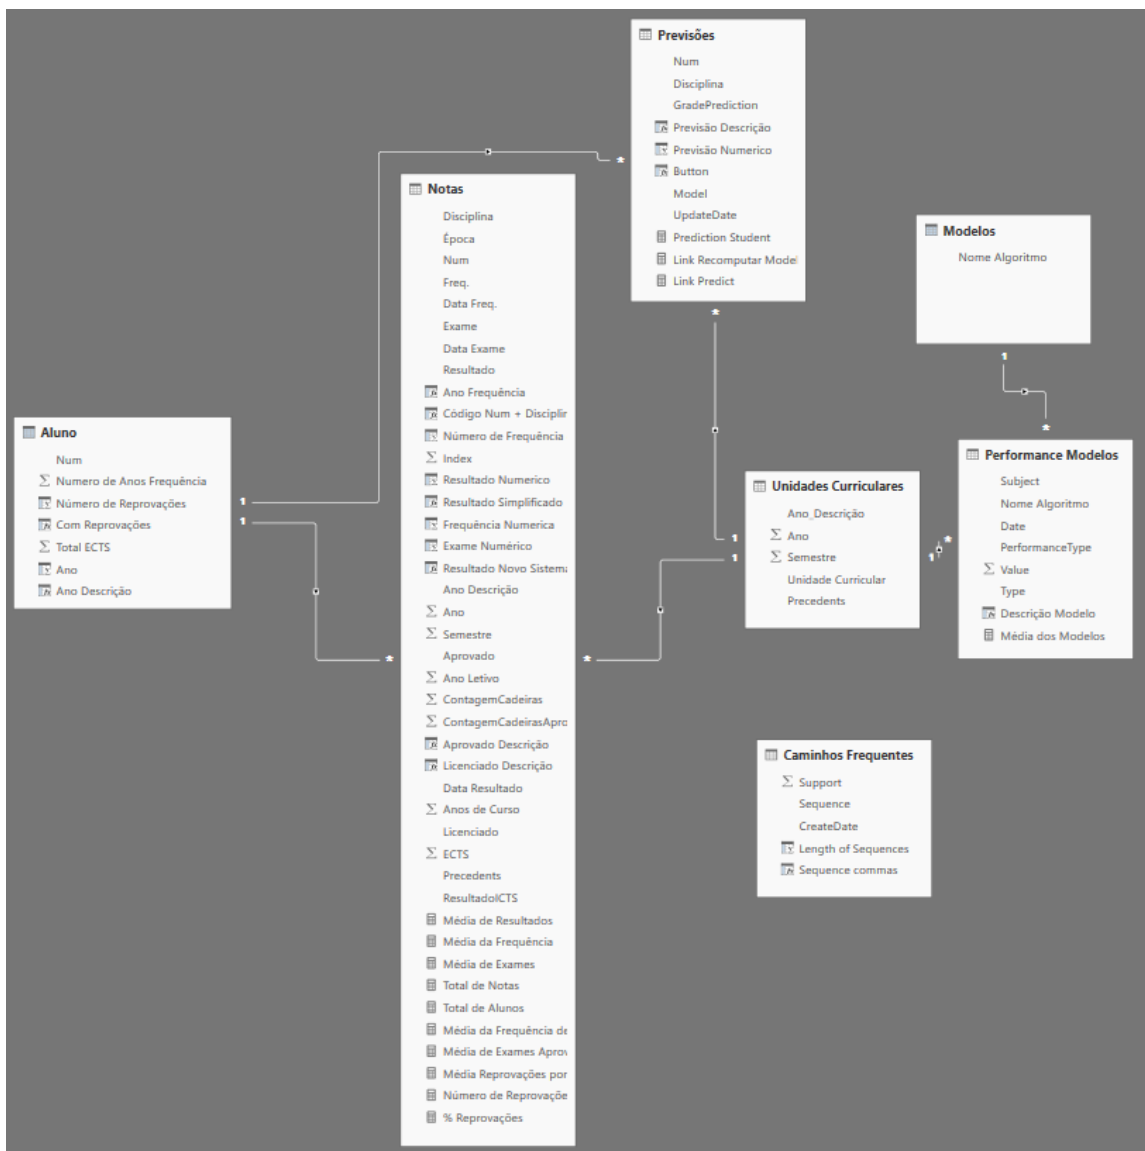 Previsões
Num
Disciplina
GradePrediction
Previsão Descrição
Previsão Numerico
Button
Model
UpdateDate
Prediction Student
Link Recomputar Model
Link Predict
*
*
Notas
Disciplina
Época
Num
Freq.
Data Freq.
Exame
Data Exame
Resultado
Ano Frequência
Código Num + Disciplir
Número de Frequência
Index
Resultado Numerico
Resultado Simplificado
Frequência Numerica
Exame Numérico
Resultado Novo Sistema
Ano Descrição
Ano
Semestre
Aprovado
Ano Letivo
ContagemCadeiras
ContagemCadeirasApro
Aprovado Descrição
Licenciado Descrição
Data Resultado
Anos de Curso
Licenciado
ECTS
Precedents
ResultadoICTS
Média de Resultados
Média da Frequência
Média de Exames
Total de Notas
Total de Alunos
Média da Frequência de
Média de Exames Apro
Média Reprovações por
Número de Reprovaçõe
% Reprovações
Modelos
Nome Algoritmo
1
*
Aluno
Num
Numero de Anos Frequência
Número de Reprovações
Com Reprovações
Total ECTS
Ano
Ano Descrição
1
1
*
Unidades Curriculares
Ano_Descrição
Ano
Semestre
Unidade Curricular
Precedents
1
1
*
1
*
Performance Modelos
Subject
Nome Algoritmo
Date
PerformanceType
Value
Type
Descrição Modelo
Média dos Modelos
Caminhos Frequentes
Support
Sequence
CreateDate
Length of Sequences
Sequence commas